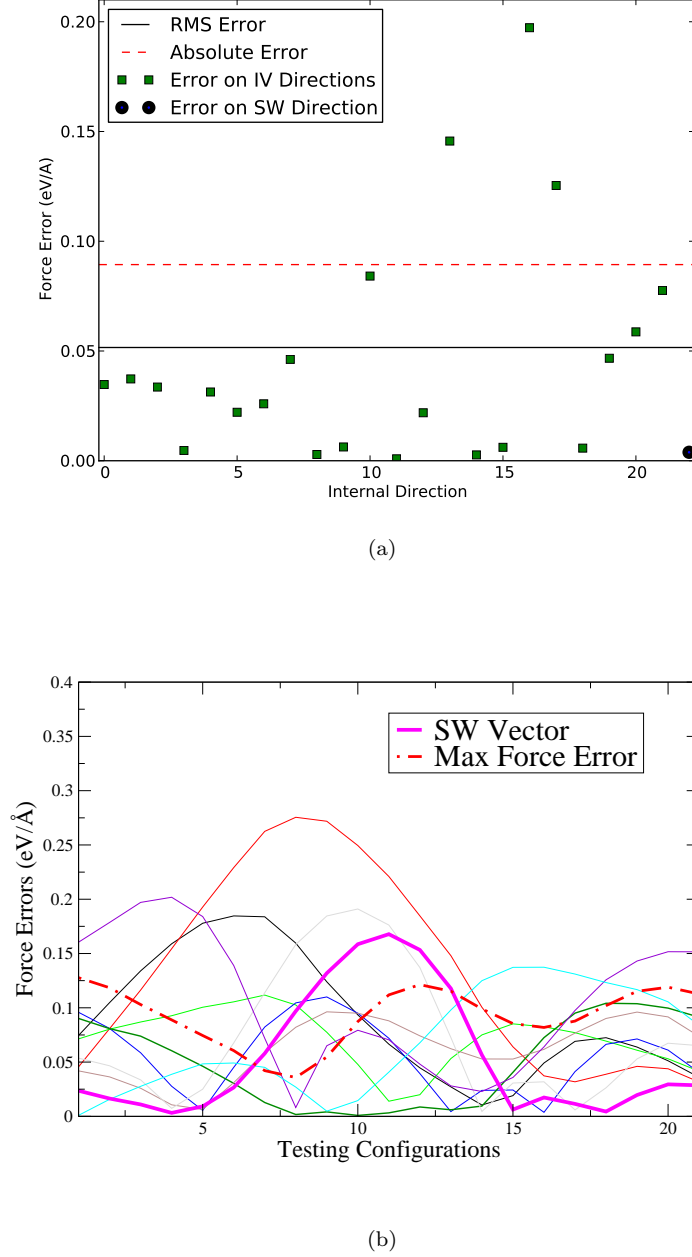 0.20
RMS Error
Absolute Error
Error on IV Directions
Error on SW Direction
0.15
0.10
0.05
0.00
Force Error (eV/A)
0 5 10 15 20
Internal Direction
(a)
0.4
0.35
0.3
0.25
0.2
0.15
0.1
0.05
0
SW Vector
Max Force Error
Force Errors (eV/Å)
5 10 15 20
Testing Configurations
(b)